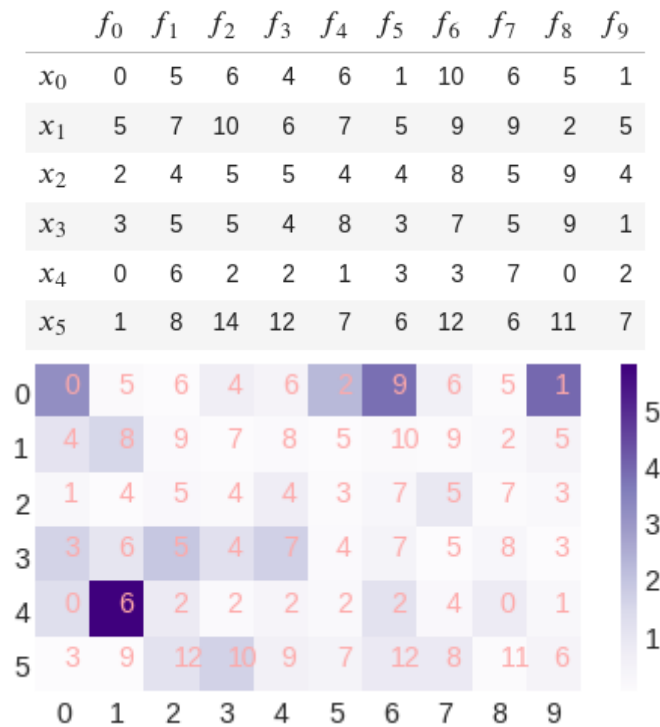 f0 f1 f2 f3 f4 f5 f6 f7 f8 f9
x0 0 5 6 4 6 1 10 6 5 1
x1 5 7 10 6 7 5 9 9 2 5
x2 2 4 5 5 4 4 8 5 9 4
x3 3 5 5 4 8 3 7 5 9 1
x4 0 6 2 2 1 3 3 7 0 2
x5 1 8 14 12 7 6 12 6 11 7
0 0 5 6 4 6 2 9 6 5 1
1 4 8 9 7 8 5 10 9 2 5
2 1 4 5 4 4 3 7 5 7 3
3 3 6 5 4 7 4 7 5 8 3
4 0 6 2 2 2 2 2 4 0 1
5 3 9 12 10 9 7 12 8 11 6
0 1 2 3 4 5 6 7 8 9
5
4
3
2
1